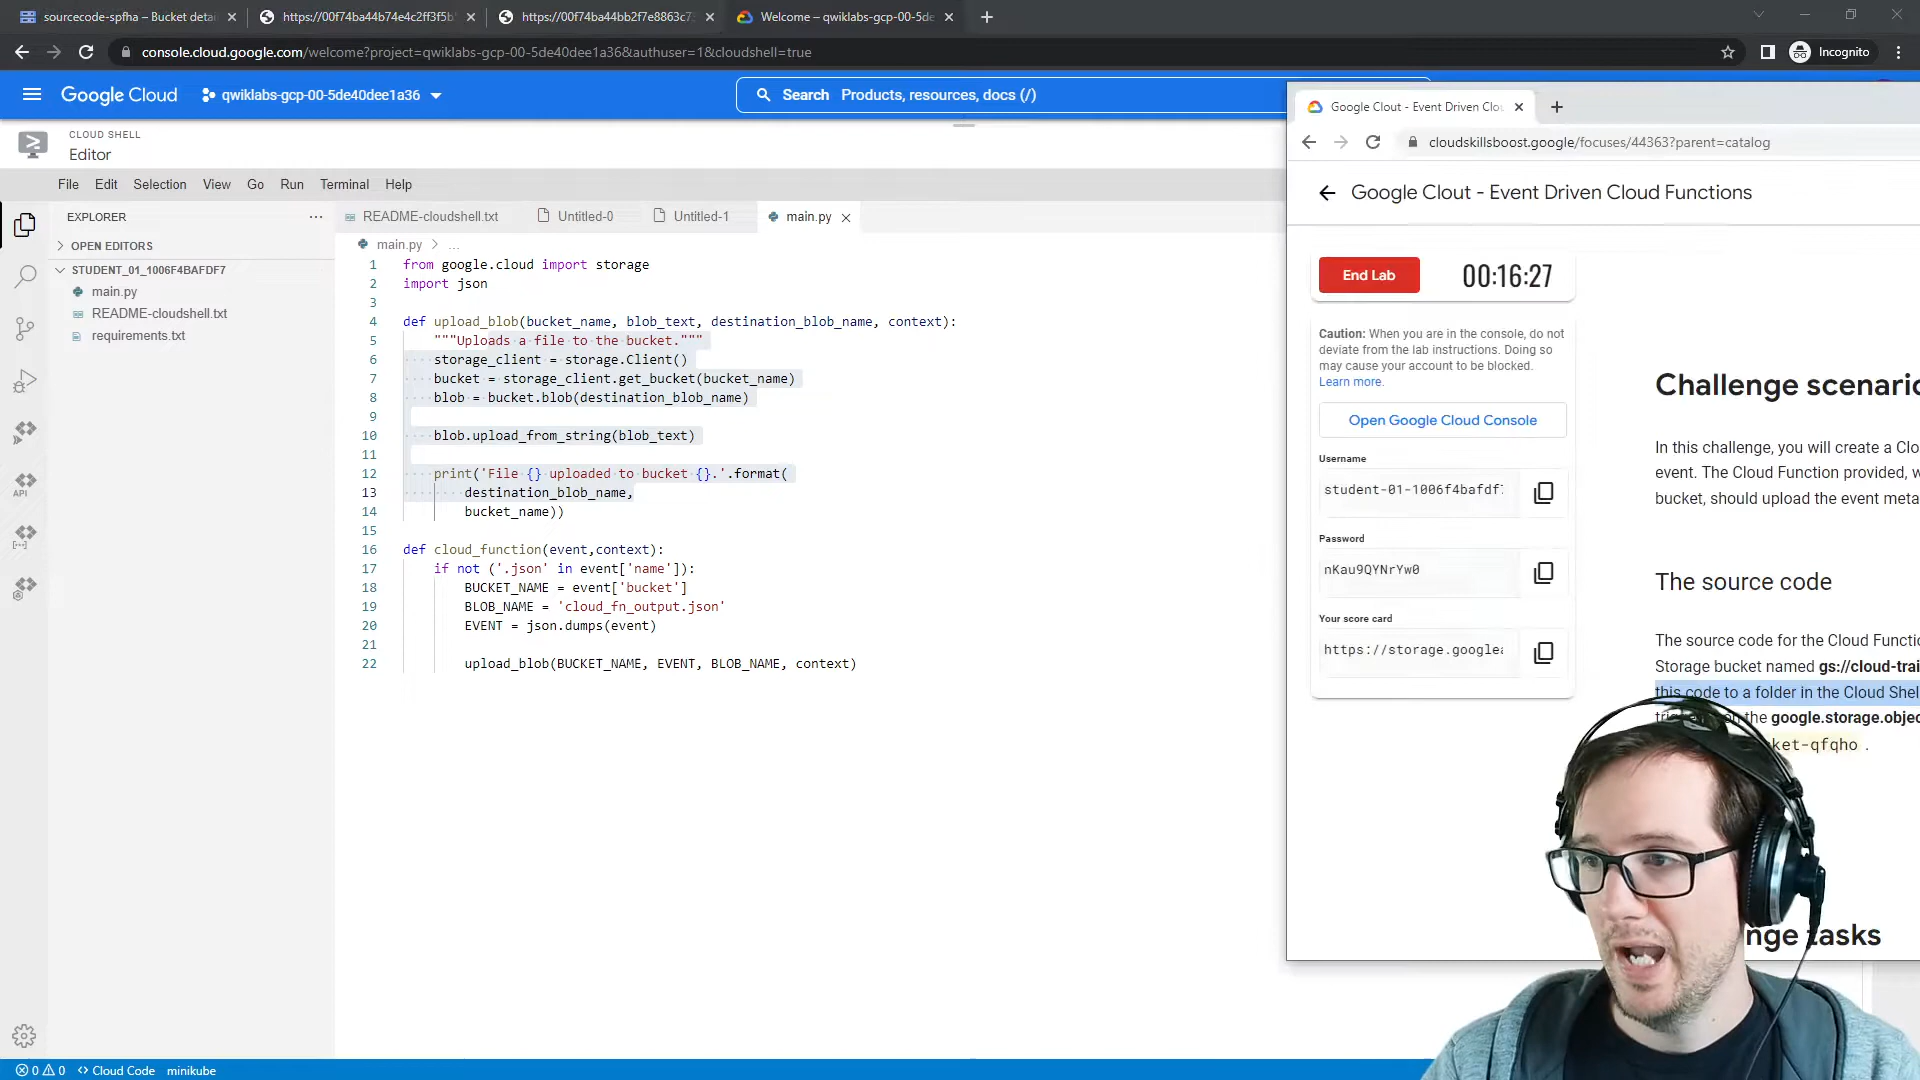 sourcecode-spfha – Bucket detai
https://00f74ba44b74e4c2ff3f5b
https://00f74ba44bb2f7e8863c73
Welcome – qwiklabs-gcp-00-5de
console.cloud.google.com/welcome?project=qwiklabs-gcp-00-5de40dee1a36&authuser=1&cloudshell=true
Incognito
Google Cloud
qwiklabs-gcp-00-5de40dee1a36
Search Products, resources, docs (/)
CLOUD SHELL
Editor
File Edit Selection View Go Run Terminal Help
EXPLORER
OPEN EDITORS
STUDENT_01_1006F4BAFDF7
main.py
README-cloudshell.txt
requirements.txt
API
README-cloudshell.txt
Untitled-0
Untitled-1
main.py
main.py > ...
1 from google.cloud import storage
2 import json
3
4 def upload_blob(bucket_name, blob_text, destination_blob_name, context):
5 """Uploads a file to the bucket."""
6 storage_client = storage.Client()
7 bucket = storage_client.get_bucket(bucket_name)
8 blob = bucket.blob(destination_blob_name)
9
10 blob.upload_from_string(blob_text)
11
12 print('File {} uploaded to bucket {}.'.format(
13 destination_blob_name,
14 bucket_name))
15
16 def cloud_function(event,context):
17 if not ('.json' in event['name']):
18 BUCKET_NAME = event['bucket']
19 BLOB_NAME = 'cloud_fn_output.json'
20 EVENT = json.dumps(event)
21
22 upload_blob(BUCKET_NAME, EVENT, BLOB_NAME, context)
0 0 Cloud Code minikube
Google Clout - Event Driven Clo
cloudskillsboost.google/focuses/44363?parent=catalog
Google Clout - Event Driven Cloud Functions
End Lab
00:16:27
Caution: When you are in the console, do not
deviate from the lab instructions. Doing so
may cause your account to be blocked.
Learn more.
Open Google Cloud Console
Username
student-01-1006f4bafdf7
Password
nKau9QYNrYw0
Your score card
https://storage.googlea
Challenge scenario
In this challenge, you will create a Clo
event. The Cloud Function provided, w
bucket, should upload the event meta
The source code
The source code for the Cloud Functio
Storage bucket named gs://cloud-trai
this code to a folder in the Cloud Shel
the google.storage.objec
ket-qfqho .
nge tasks